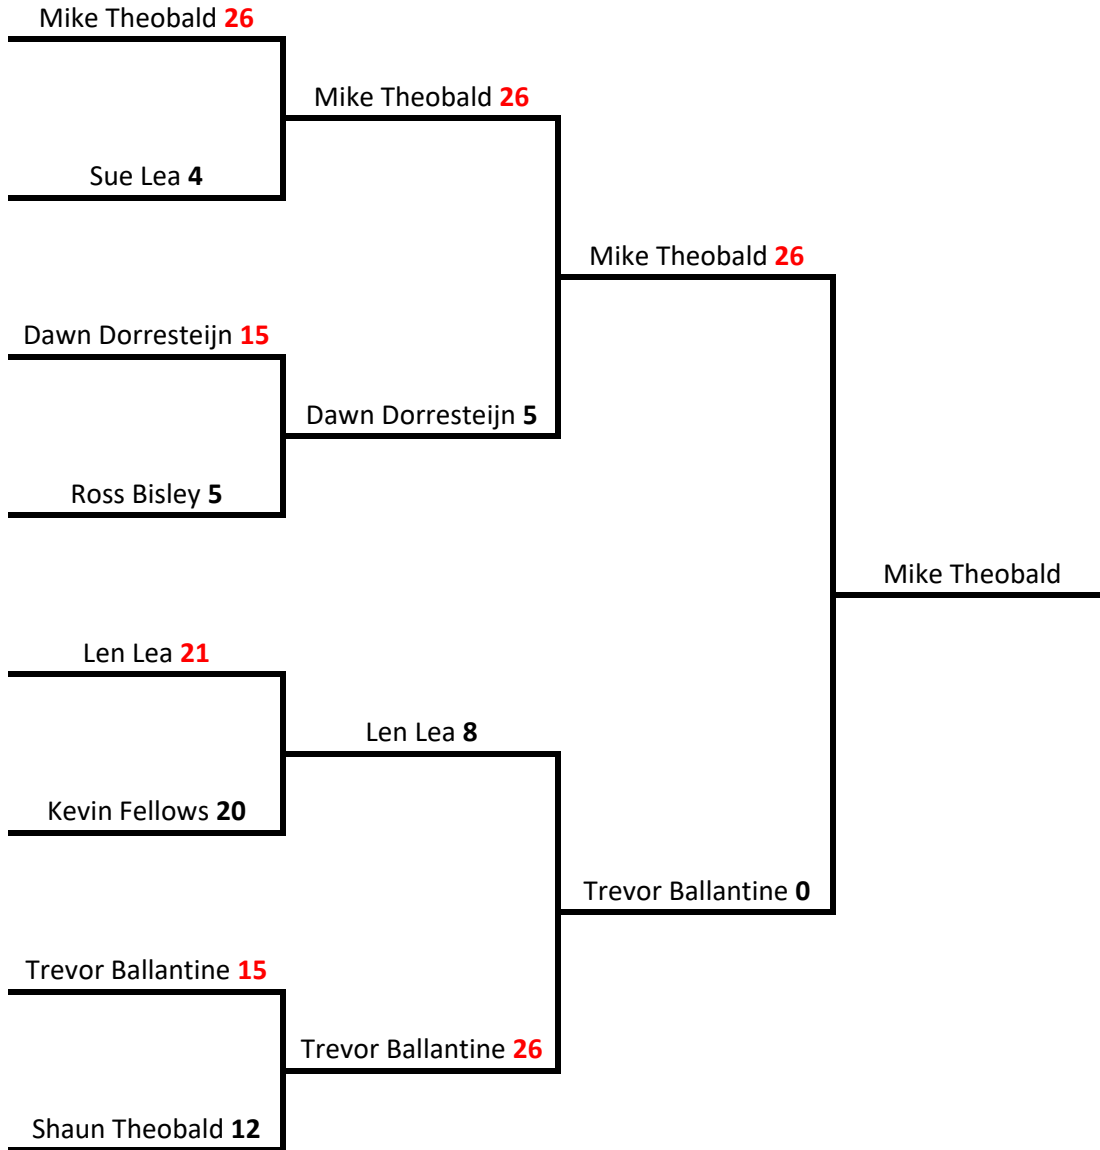 Mike Theobald 26
Sue Lea 4
Dawn Dorresteijn 15
Ross Bisley 5
Len Lea 21
Kevin Fellows 20
Trevor Ballantine 15
Shaun Theobald 12
Mike Theobald 26
Dawn Dorresteijn 5
Len Lea 8
Trevor Ballantine 26
Mike Theobald 26
Trevor Ballantine 0
Mike Theobald